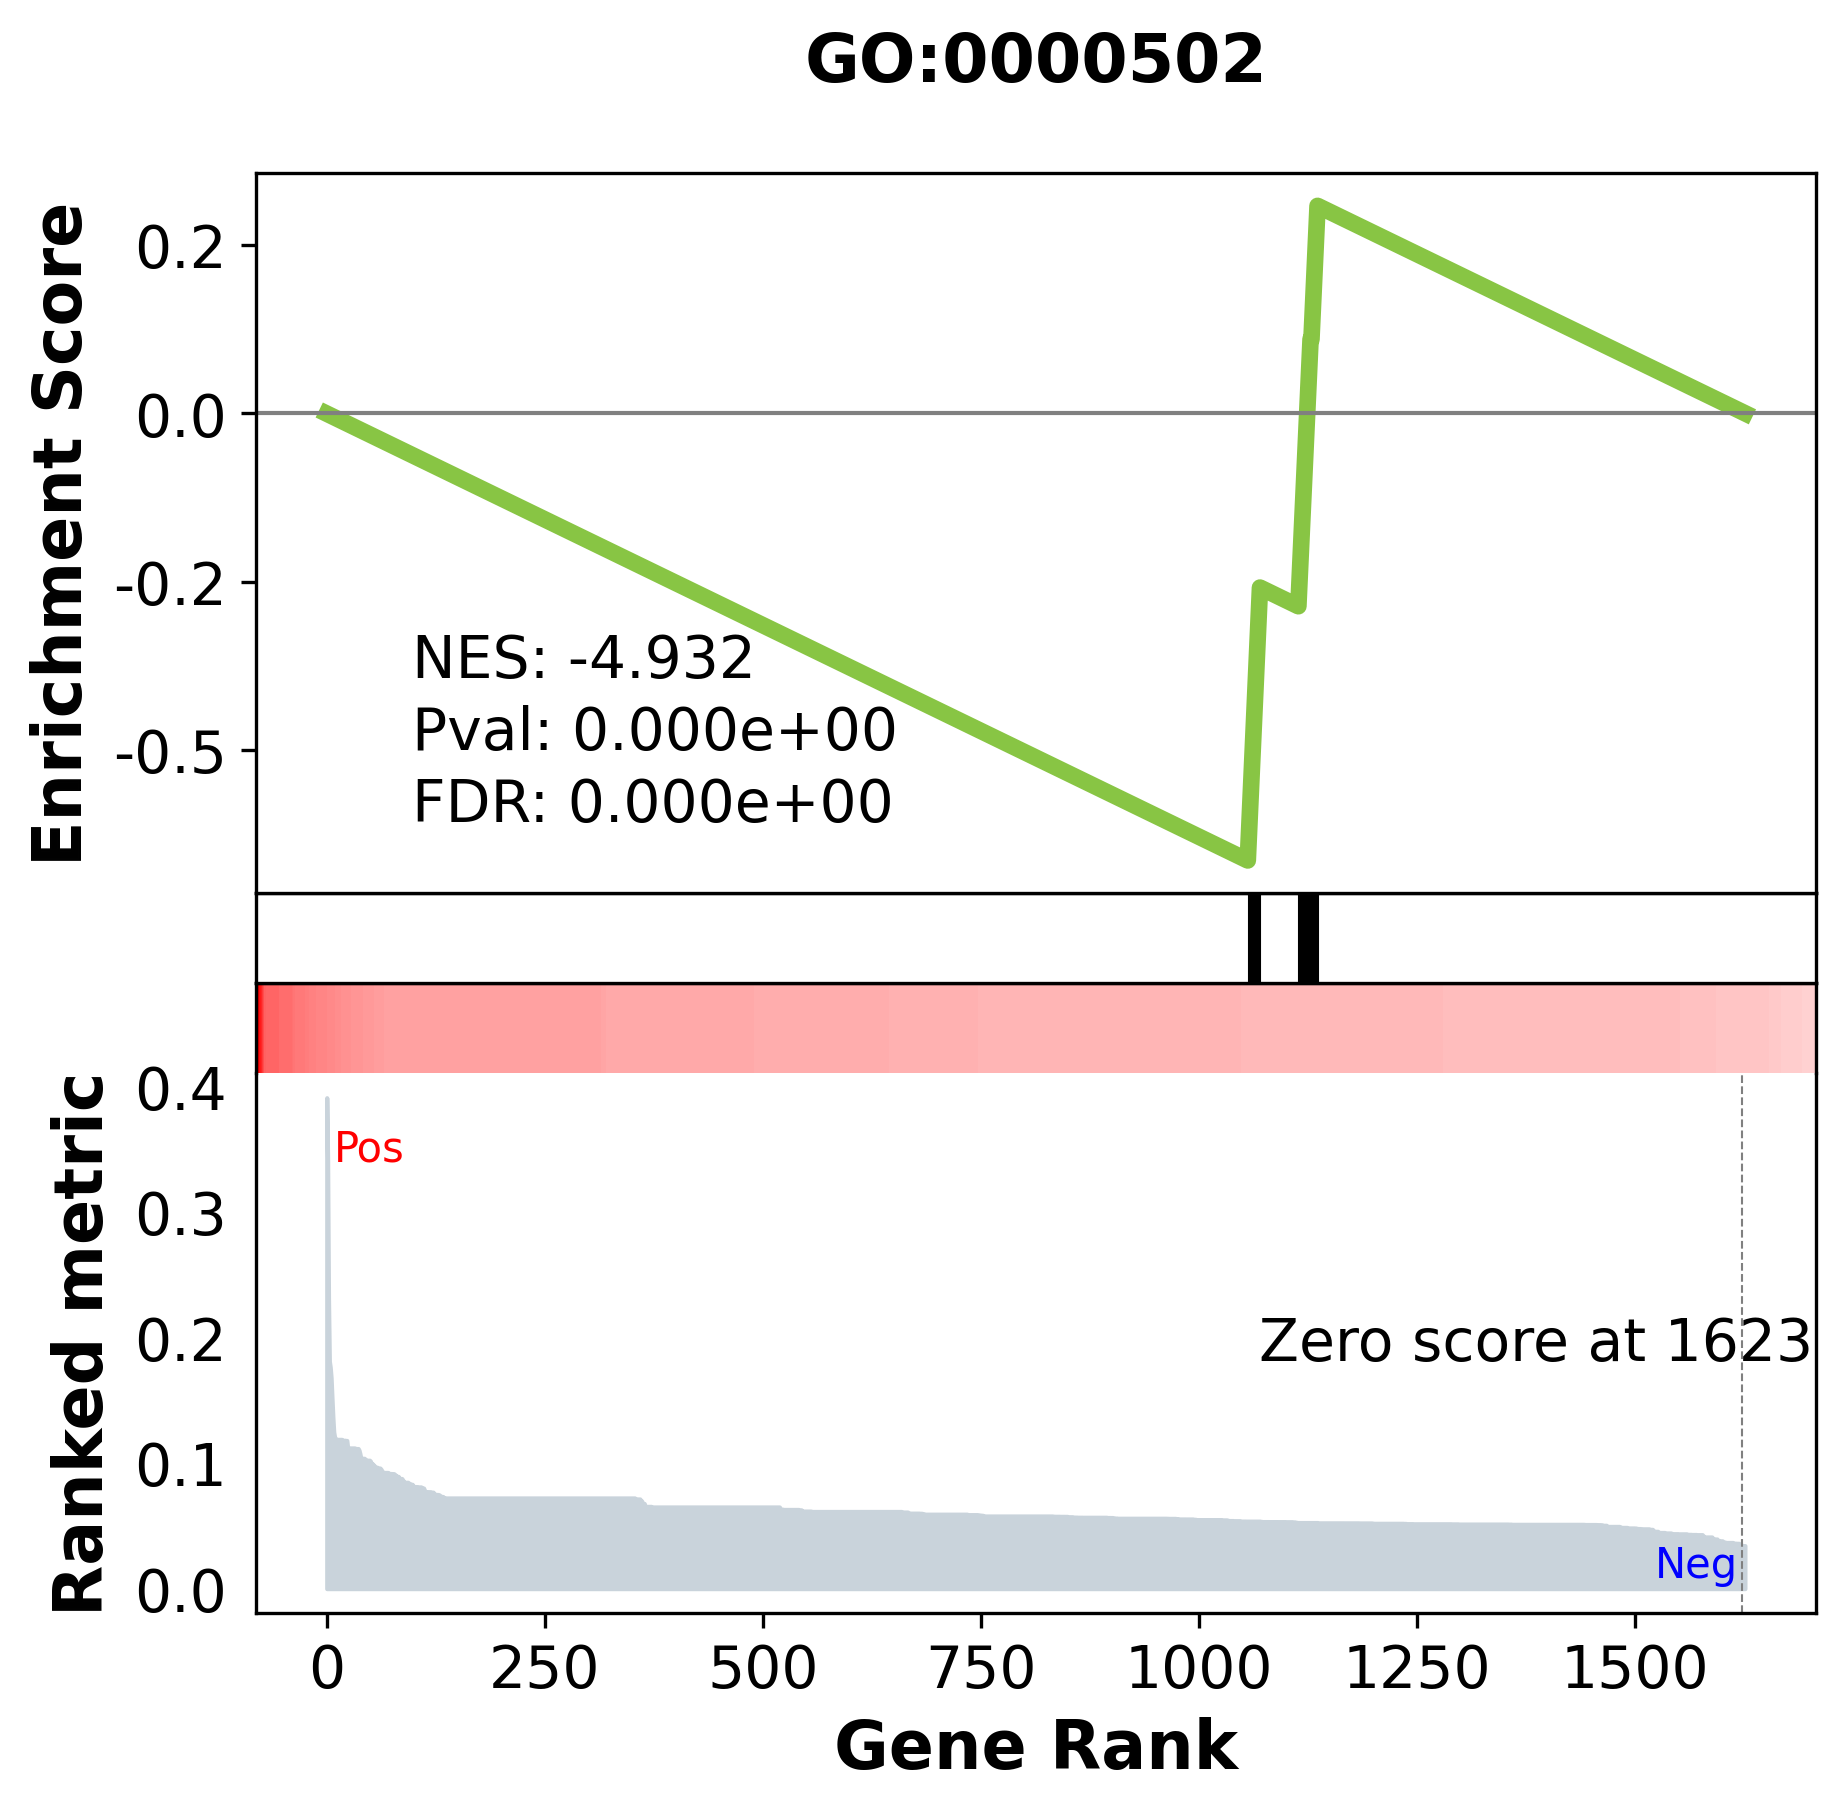 GO:0000502
Enrichment Score
0.2
0.0
-0.2
-0.5
NES: -4.932
Pval: 0.000e+00
FDR: 0.000e+00
Ranked metric
0.4
0.3
0.2
0.1
0.0
Pos
Zero score at 1623
Neg
0 250 500 750 1000 1250 1500
Gene Rank